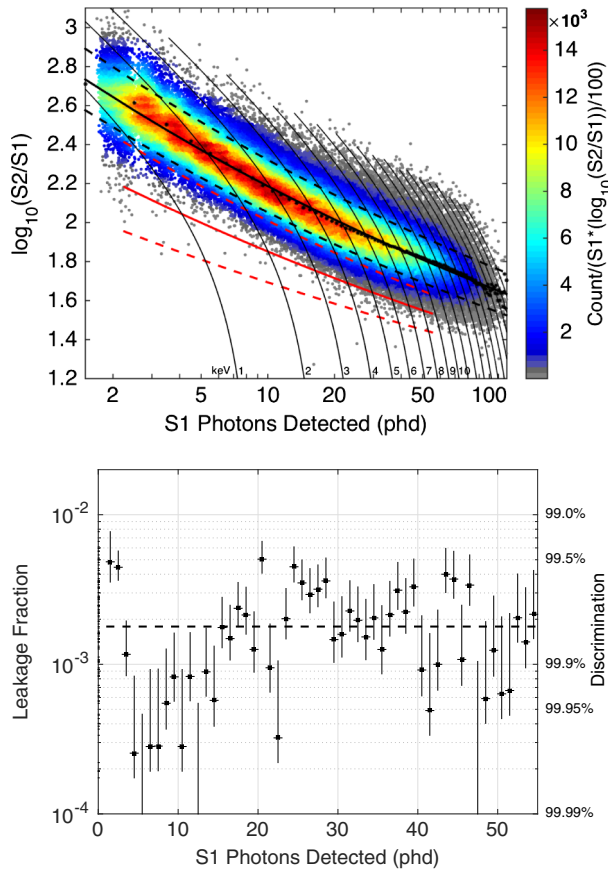 3
2.8
2.6
2.4
2.2
2
1.8
1.6
1.4
1.2
log10(S2/S1)
keV 1 2 3 4 5 6 7 8 9 10
2 5 10 20 50 100
S1 Photons Detected (phd)
×10³
14
12
10
8
6
4
2
Count/(S1*(log10(S2/S1))/100)
10⁻²
10⁻³
10⁻⁴
Leakage Fraction
99.0%
99.5%
99.9%
99.95%
99.99%
Discrimination
0 10 20 30 40 50
S1 Photons Detected (phd)